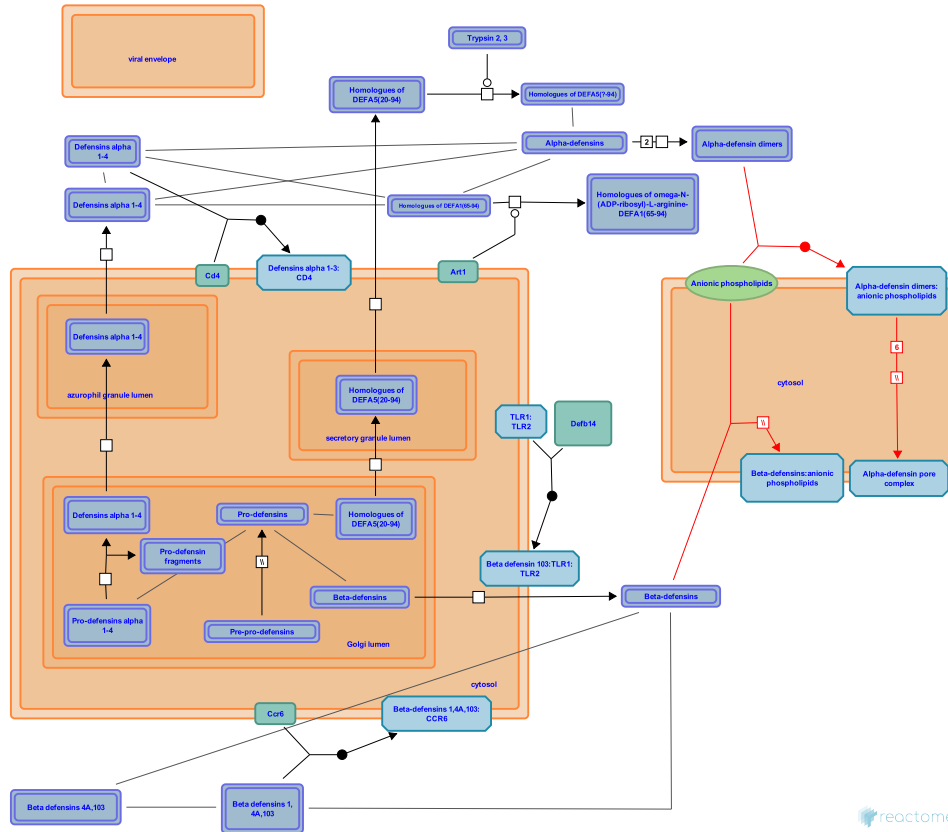 Trypsin 2, 3
viral envelope
Homologues of
DEFA5(20-94)
Homologues of DEFA5(?-94)
Defensins alpha
1-4
Alpha-defensins
2
Alpha-defensin dimers
Defensins alpha 1-4
Homologues of DEFA1(65-94)
Homologues of omega-N-
(ADP-ribosyl)-L-arginine-
DEFA1(65-94)
Cd4
Defensins alpha 1-3:
CD4
Art1
Anionic phospholipids
Alpha-defensin dimers:
anionic phospholipids
Defensins alpha 1-4
6
\\
cytosol
azurophil granule lumen
Homologues of
DEFA5(20-94)
secretory granule lumen
TLR1:
TLR2
Defb14
\\
Beta-defensins:anionic
phospholipids
Alpha-defensin pore
complex
Defensins alpha 1-4
Pro-defensins
Homologues of
DEFA5(20-94)
Pro-defensin
fragments
\\
Beta defensin 103:TLR1:
TLR2
Beta-defensins
Beta-defensins
Pro-defensins alpha
1-4
Pre-pro-defensins
Golgi lumen
cytosol
Ccr6
Beta-defensins 1,4A,103:
CCR6
Beta defensins 4A,103
Beta defensins 1,
4A,103